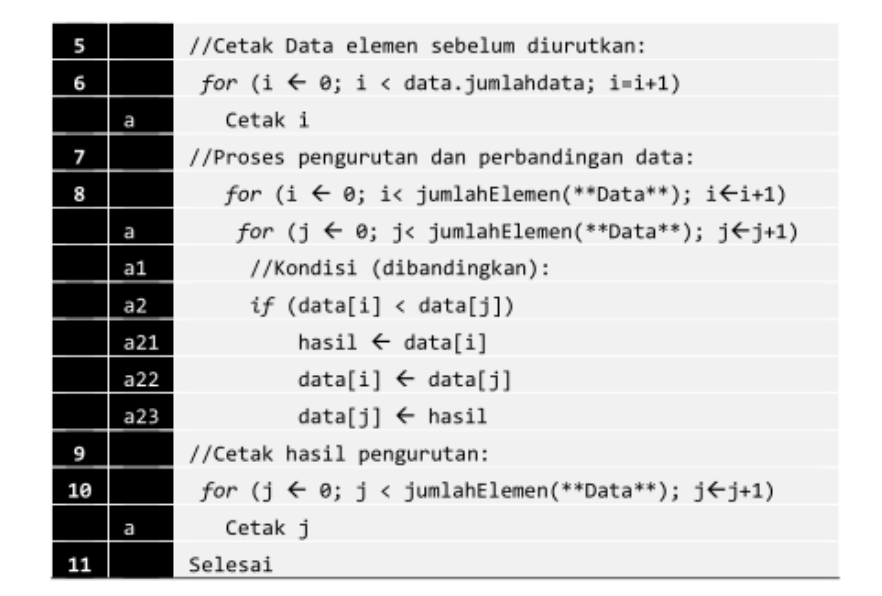 5 //Cetak Data elemen sebelum diurutkan:
6 for (i ← 0; i < data.jumlahdata; i=i+1)
a Cetak i
7 //Proses pengurutan dan perbandingan data:
8 for (i ← 0; i< jumlahElemen(**Data**); i←i+1)
a for (j ← 0; j< jumlahElemen(**Data**); j←j+1)
a1 //Kondisi (dibandingkan):
a2 if (data[i] < data[j])
a21 hasil ← data[i]
a22 data[i] ← data[j]
a23 data[j] ← hasil
9 //Cetak hasil pengurutan:
10 for (j ← 0; j < jumlahElemen(**Data**); j←j+1)
a Cetak j
11 Selesai